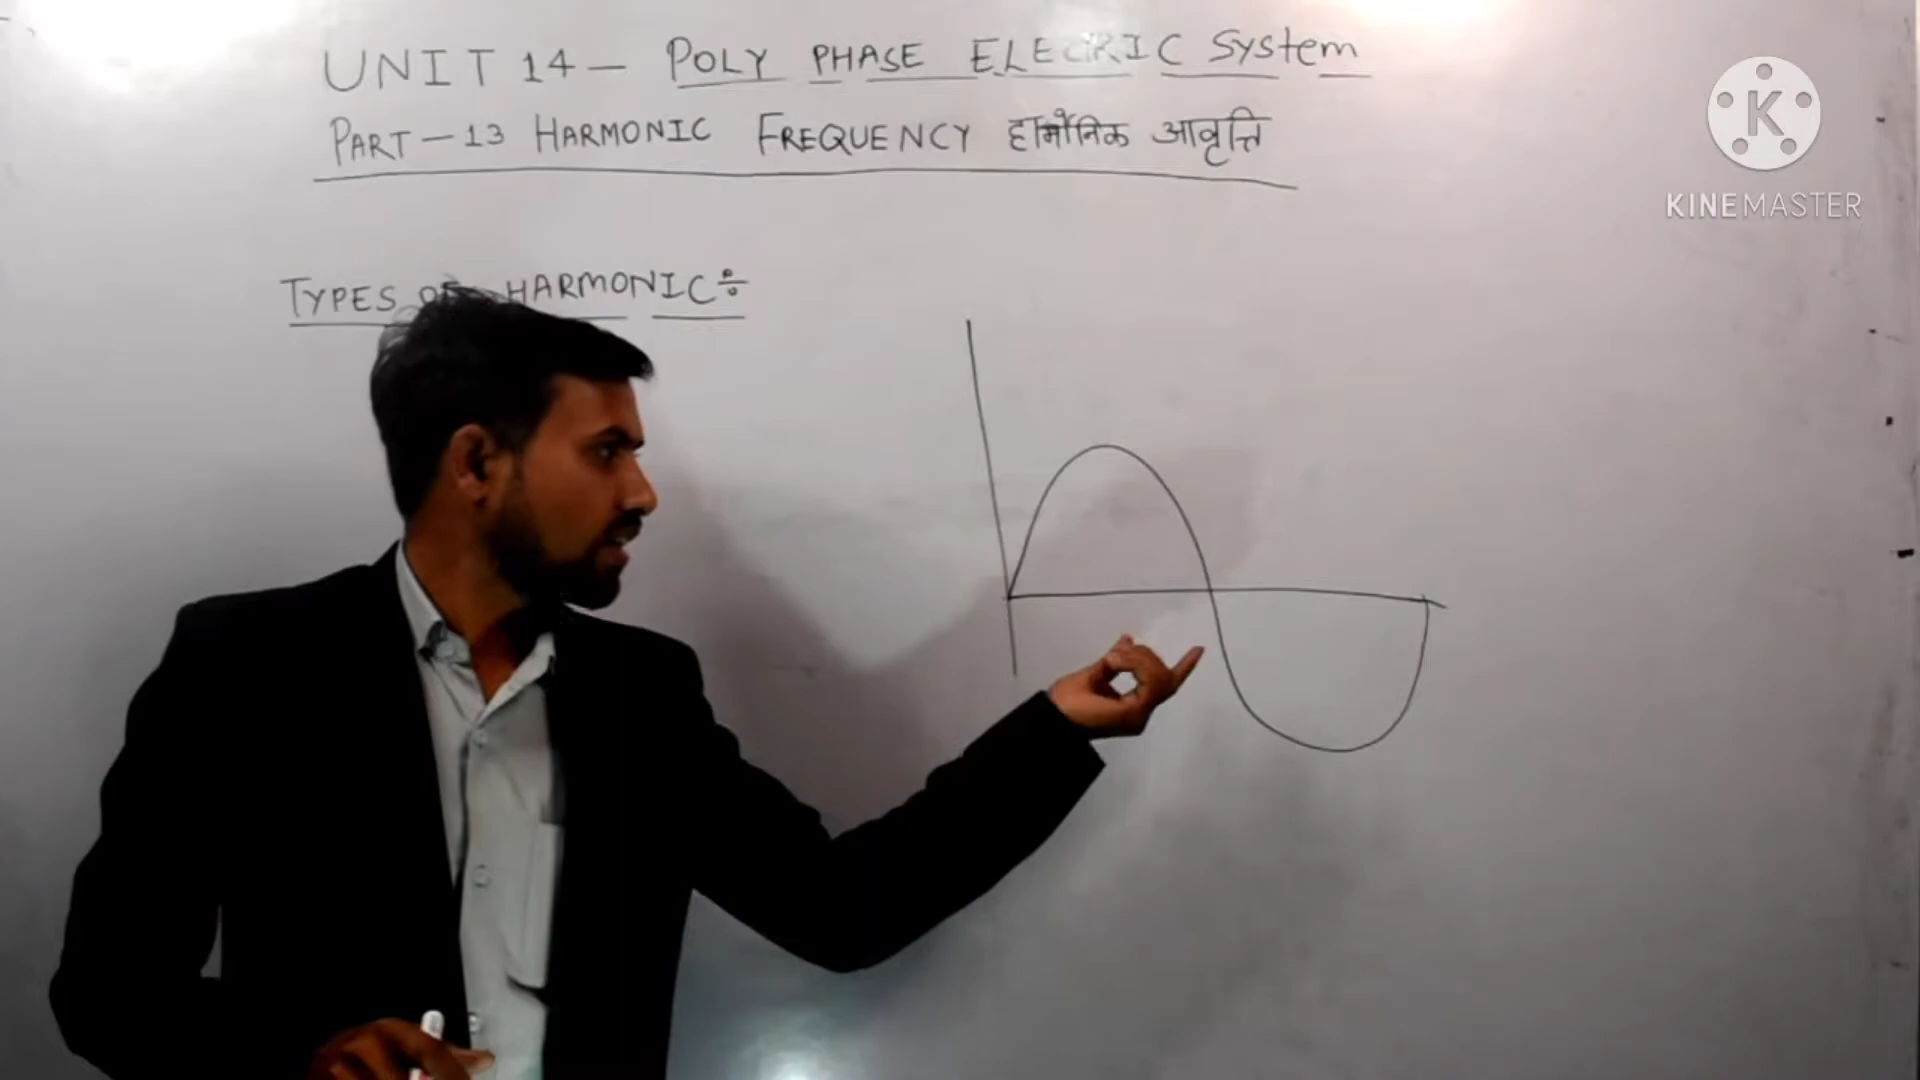 UNIT 14 — POLY PHASE ELECTRIC System
PART - 13 HARMONIC FREQUENCY हार्मोनिक आवृत्ति
TYPES OF HARMONIC ÷
K
KINEMASTER